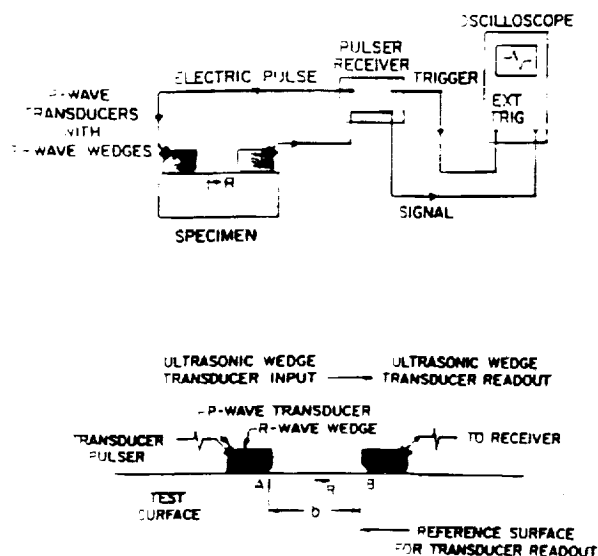 OSCILLOSCOPE
PULSER
RECEIVER
ELECTRIC PULSE
TRIGGER
P-WAVE
TRANSDUCERS
WITH
R-WAVE WEDGES
EXT
TRIG
R
SIGNAL
SPECIMEN
ULTRASONIC WEDGE
TRANSDUCER INPUT
ULTRASONIC WEDGE
TRANSDUCER READOUT
P-WAVE TRANSDUCER
R-WAVE WEDGE
TRANSDUCER
PULSER
TO RECEIVER
A
R
B
TEST
SURFACE
b
REFERENCE SURFACE
FOR TRANSDUCER READOUT